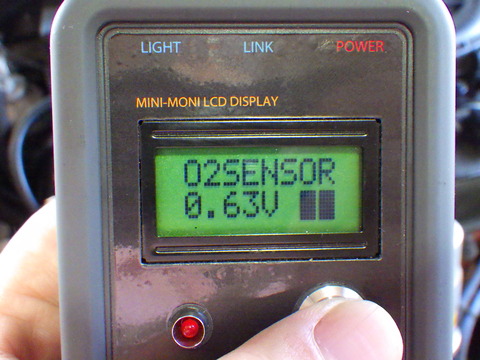 LIGHT LINK POWER
MINI-MONI LCD DISPLAY
O2SENSOR
0.63V